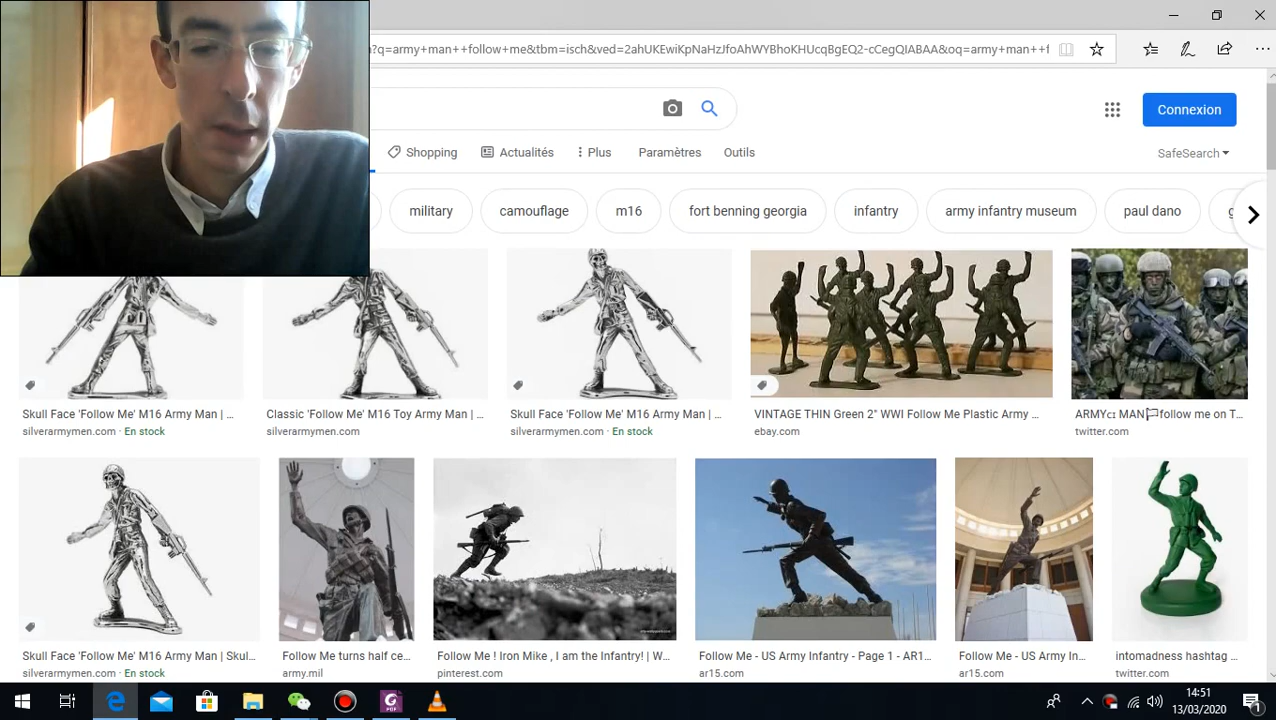 ?q=army+man++follow+me&tbm=isch&ved=2ahUKEwiKpNaHzJfoAhWYBhoKHUcqBgEQ2-cCegQIABAA&oq=army+man++f
Connexion
Shopping
Actualités
Plus
Paramètres
Outils
SafeSearch
military
camouflage
m16
fort benning georgia
infantry
army infantry museum
paul dano
Skull Face 'Follow Me' M16 Army Man | ...
silverarmymen.com · En stock
Classic 'Follow Me' M16 Toy Army Man | ...
silverarmymen.com
Skull Face 'Follow Me' M16 Army Man | ...
silverarmymen.com · En stock
VINTAGE THIN Green 2" WWI Follow Me Plastic Army ...
ebay.com
ARMYᴄɪ MAN🏳follow me on T...
twitter.com
Skull Face 'Follow Me' M16 Army Man | Skul...
silverarmymen.com · En stock
Follow Me turns half ce...
army.mil
Follow Me ! Iron Mike , I am the Infantry! | W...
pinterest.com
Follow Me - US Army Infantry - Page 1 - AR1...
ar15.com
Follow Me - US Army In...
ar15.com
intomadness hashtag ...
twitter.com
PDF
14:51
13/03/2020
1